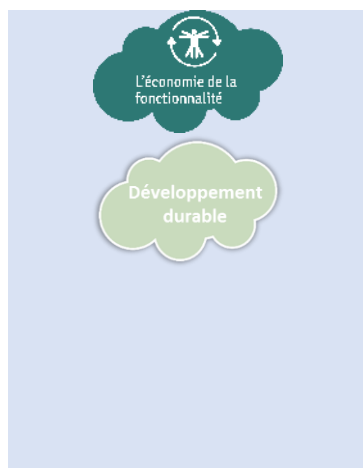 L'économie de la
fonctionnalité
Développement
durable